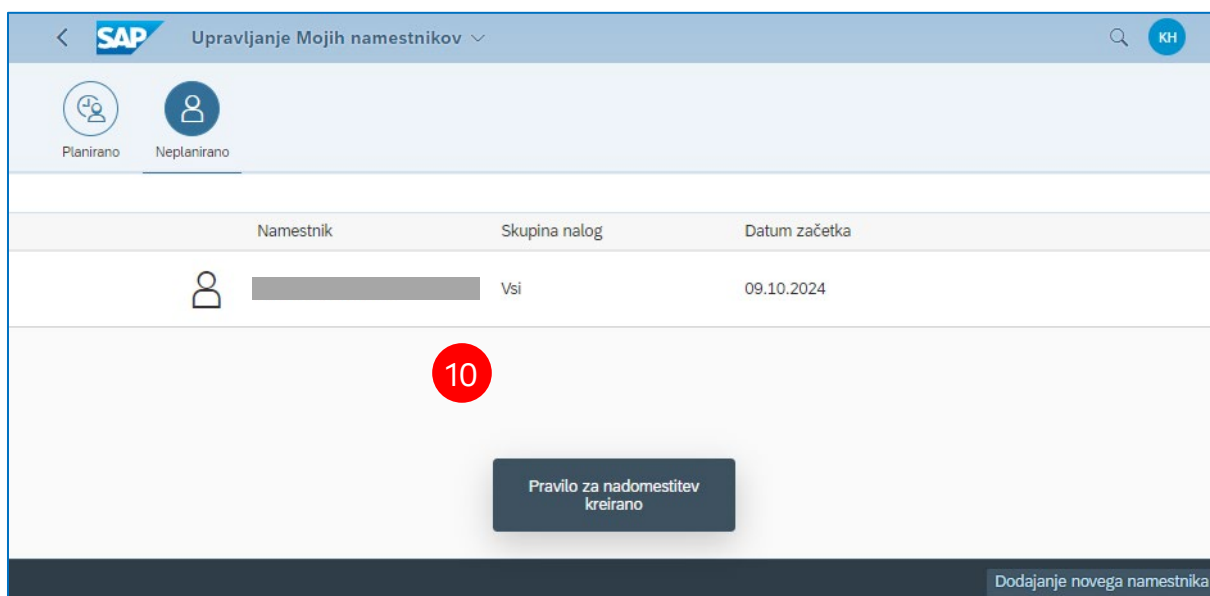 SAP Upravljanje Mojih namestnikov KH
Planirano Neplanirano
Namestnik Skupina nalog Datum začetka
Vsi 09.10.2024
10
Pravilo za nadomestitev
kreirano
Dodajanje novega namestnika